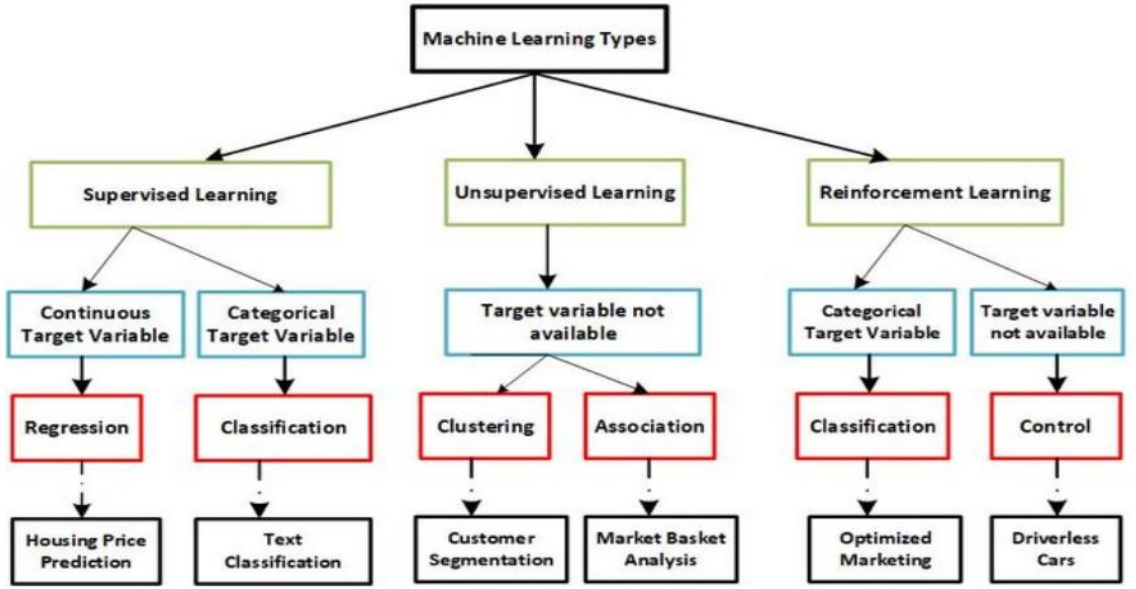 Machine Learning Types
Supervised Learning
Unsupervised Learning
Reinforcement Learning
Continuous
Target Variable
Categorical
Target Variable
Target variable not
available
Categorical
Target Variable
Target variable
not available
Regression
Classification
Clustering
Association
Classification
Control
Housing Price
Prediction
Text
Classification
Customer
Segmentation
Market Basket
Analysis
Optimized
Marketing
Driverless
Cars